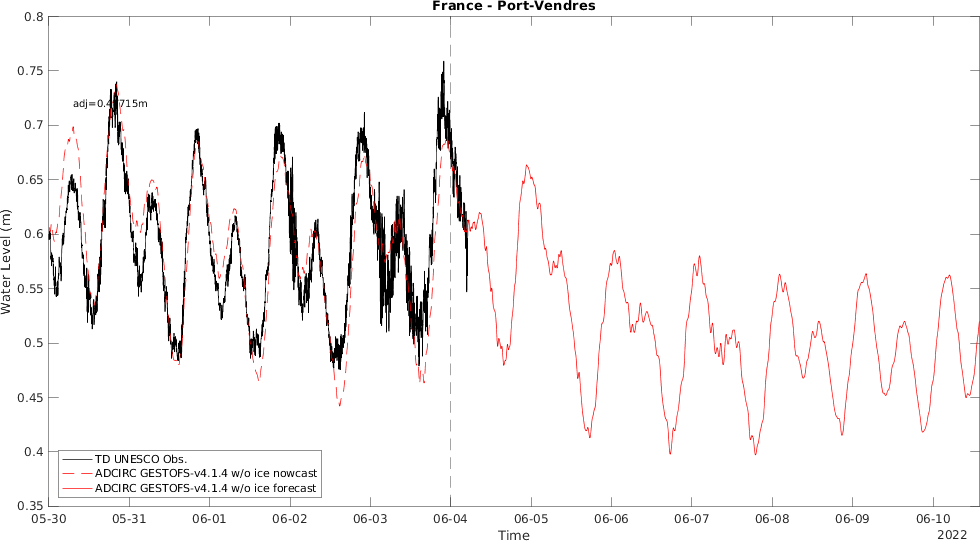 France - Port-Vendres
0.8
0.75
0.7
0.65
0.6
0.55
0.5
0.45
0.4
0.35
Water Level (m)
TD UNESCO Obs.
ADCIRC GESTOFS-v4.1.4 w/o ice nowcast
ADCIRC GESTOFS-v4.1.4 w/o ice forecast
05-30 05-31 06-01 06-02 06-03 06-04 06-05 06-06 06-07 06-08 06-09 06-10
Time
2022